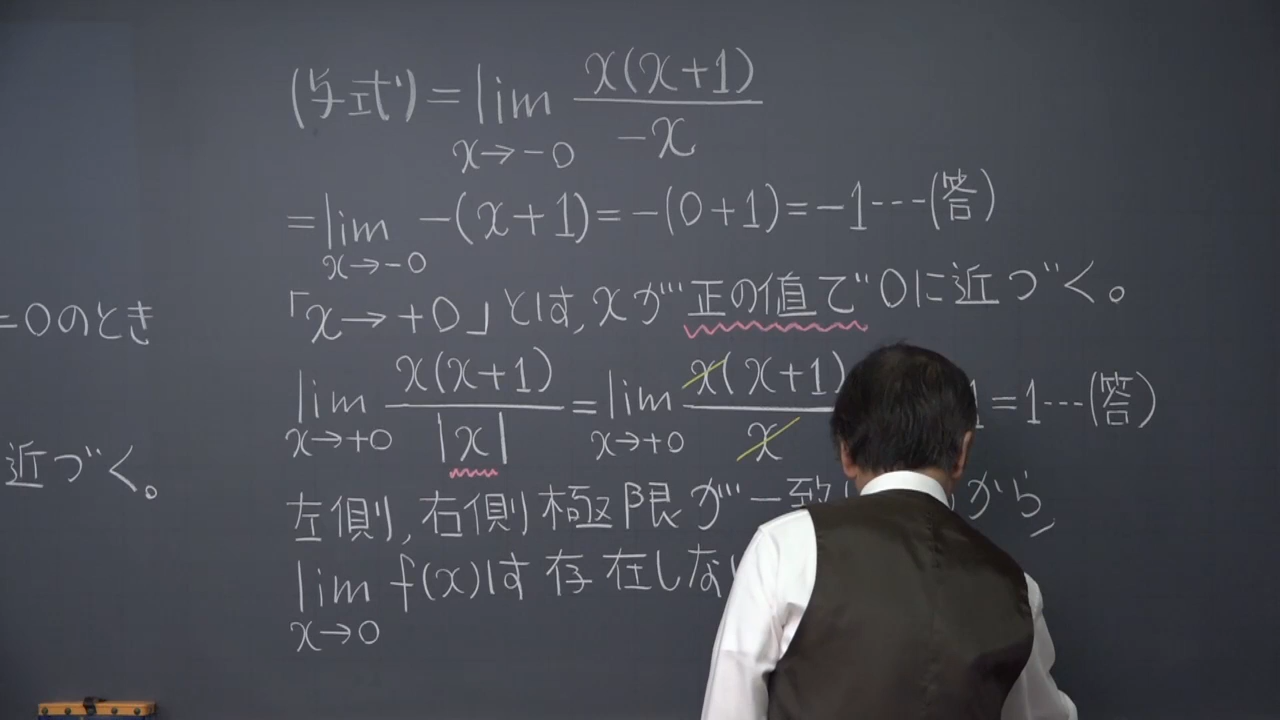 =0のとき
近づく。
(与式)=lim x→-0 x(x+1)/-x
=lim x→-0 -(x+1)=-(0+1)=-1---(答)
「x→+0」とは,xが正の値で0に近づく。
lim x→+0 x(x+1)/|x| =lim x→+0 x(x+1)/x 1=1---(答)
左側,右側極限が一致 から,
lim x→0 f(x)は存在しな